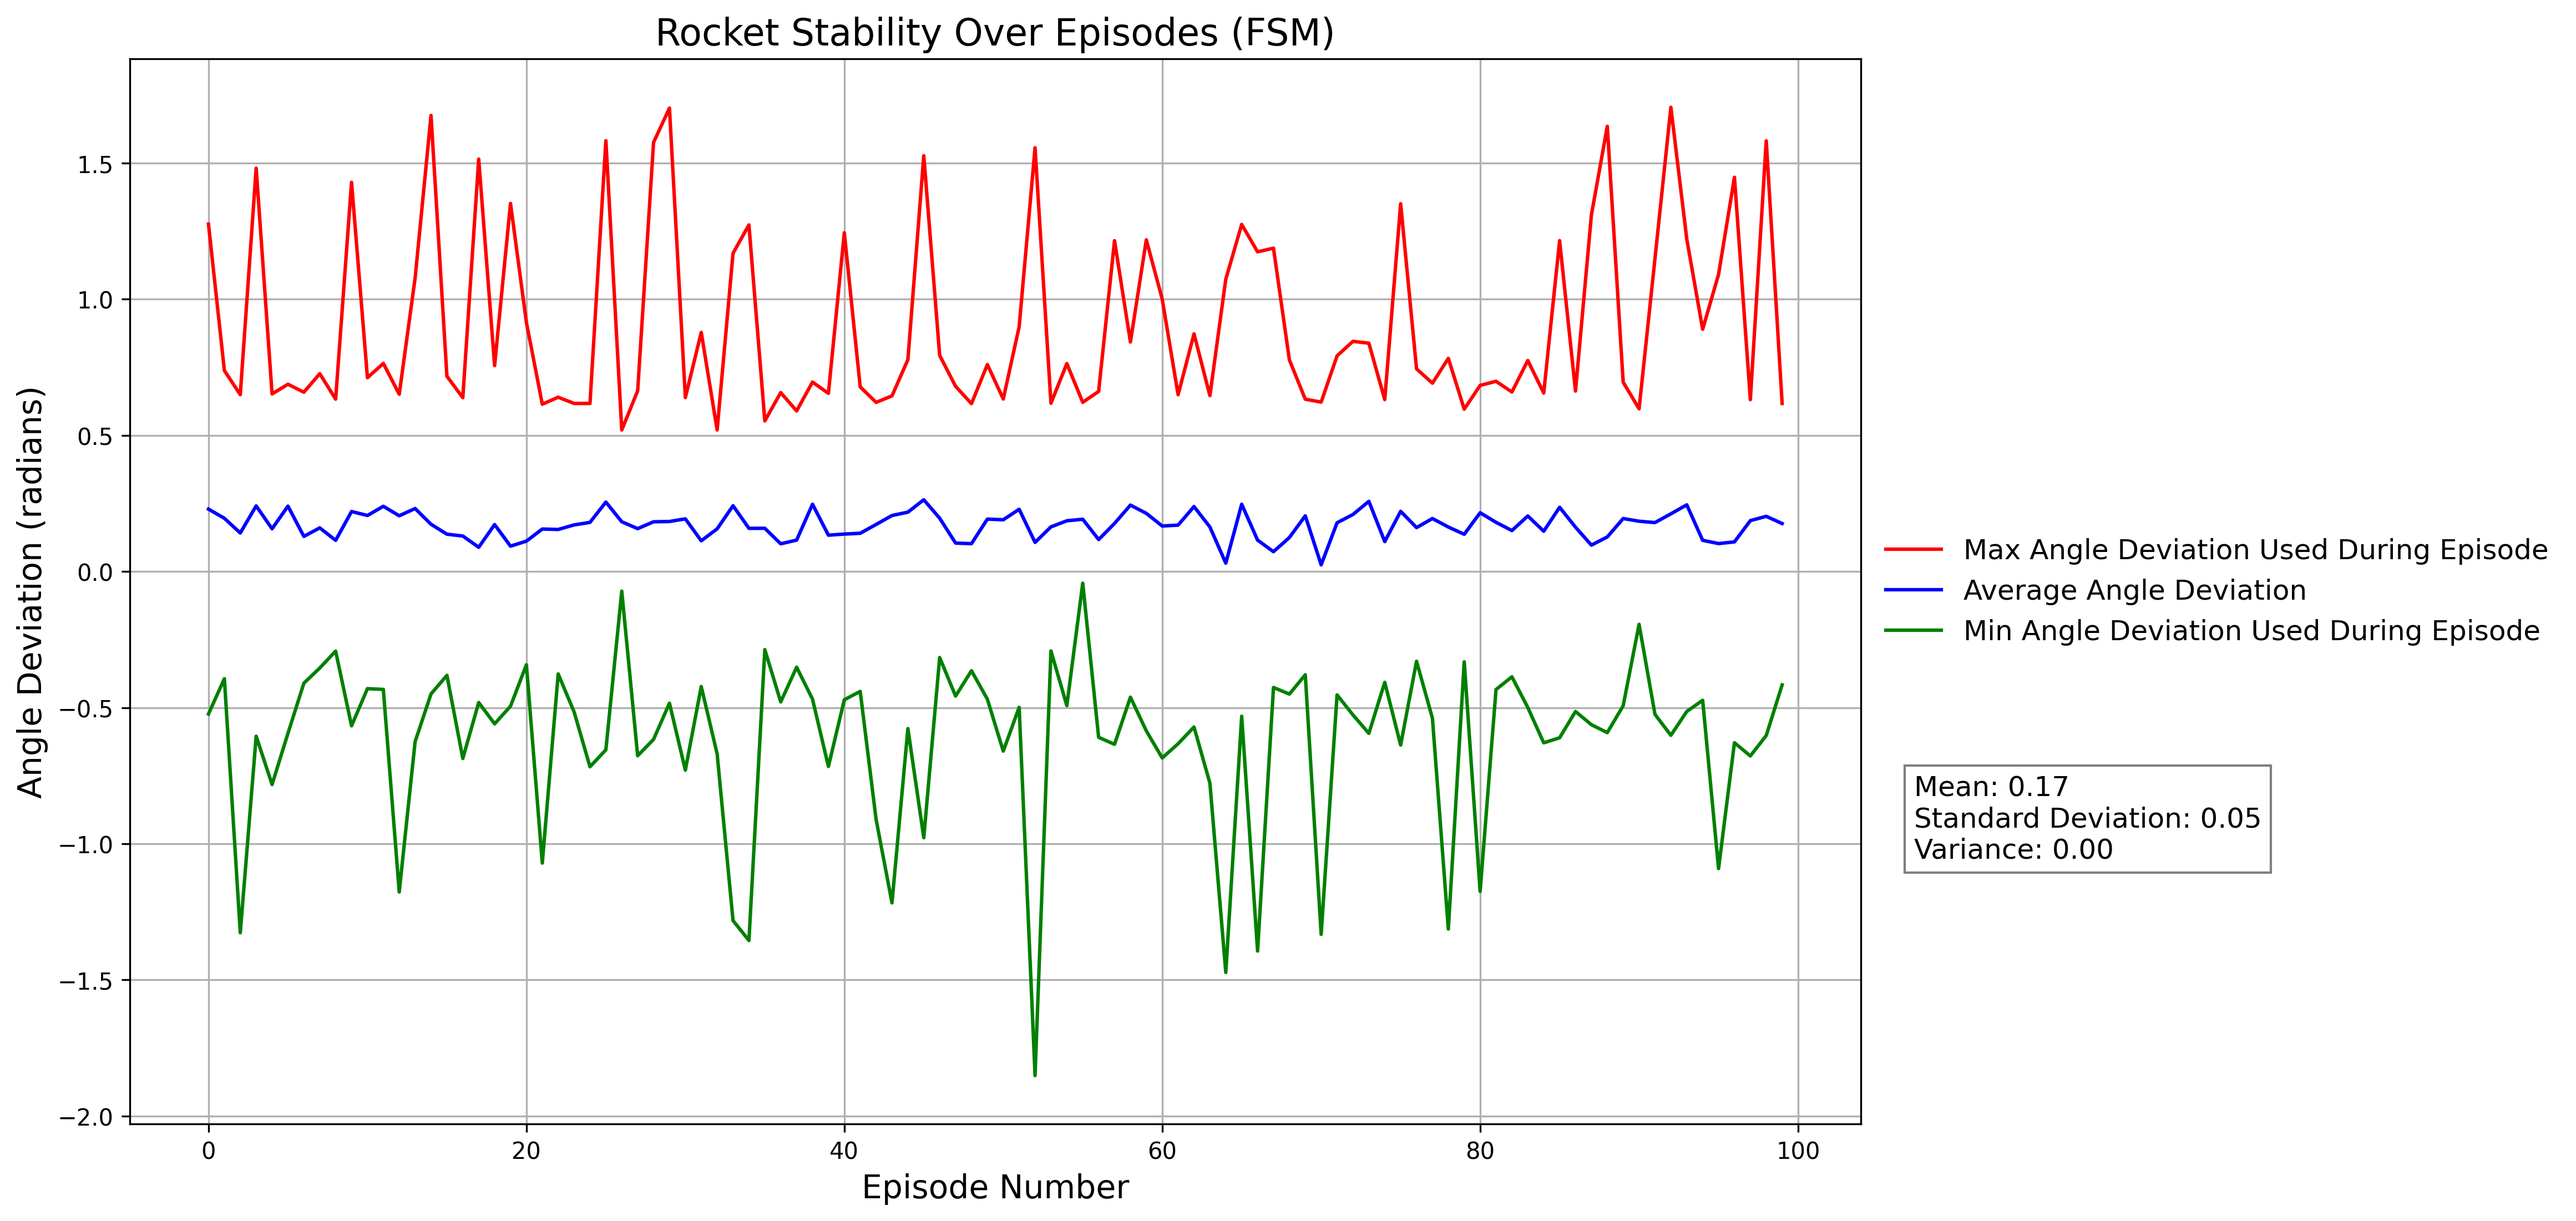 Rocket Stability Over Episodes (FSM)
Angle Deviation (radians)
1.5
1.0
0.5
0.0
−0.5
−1.0
−1.5
−2.0
0
20
40
60
80
100
Episode Number
Max Angle Deviation Used During Episode
Average Angle Deviation
Min Angle Deviation Used During Episode
Mean: 0.17
Standard Deviation: 0.05
Variance: 0.00